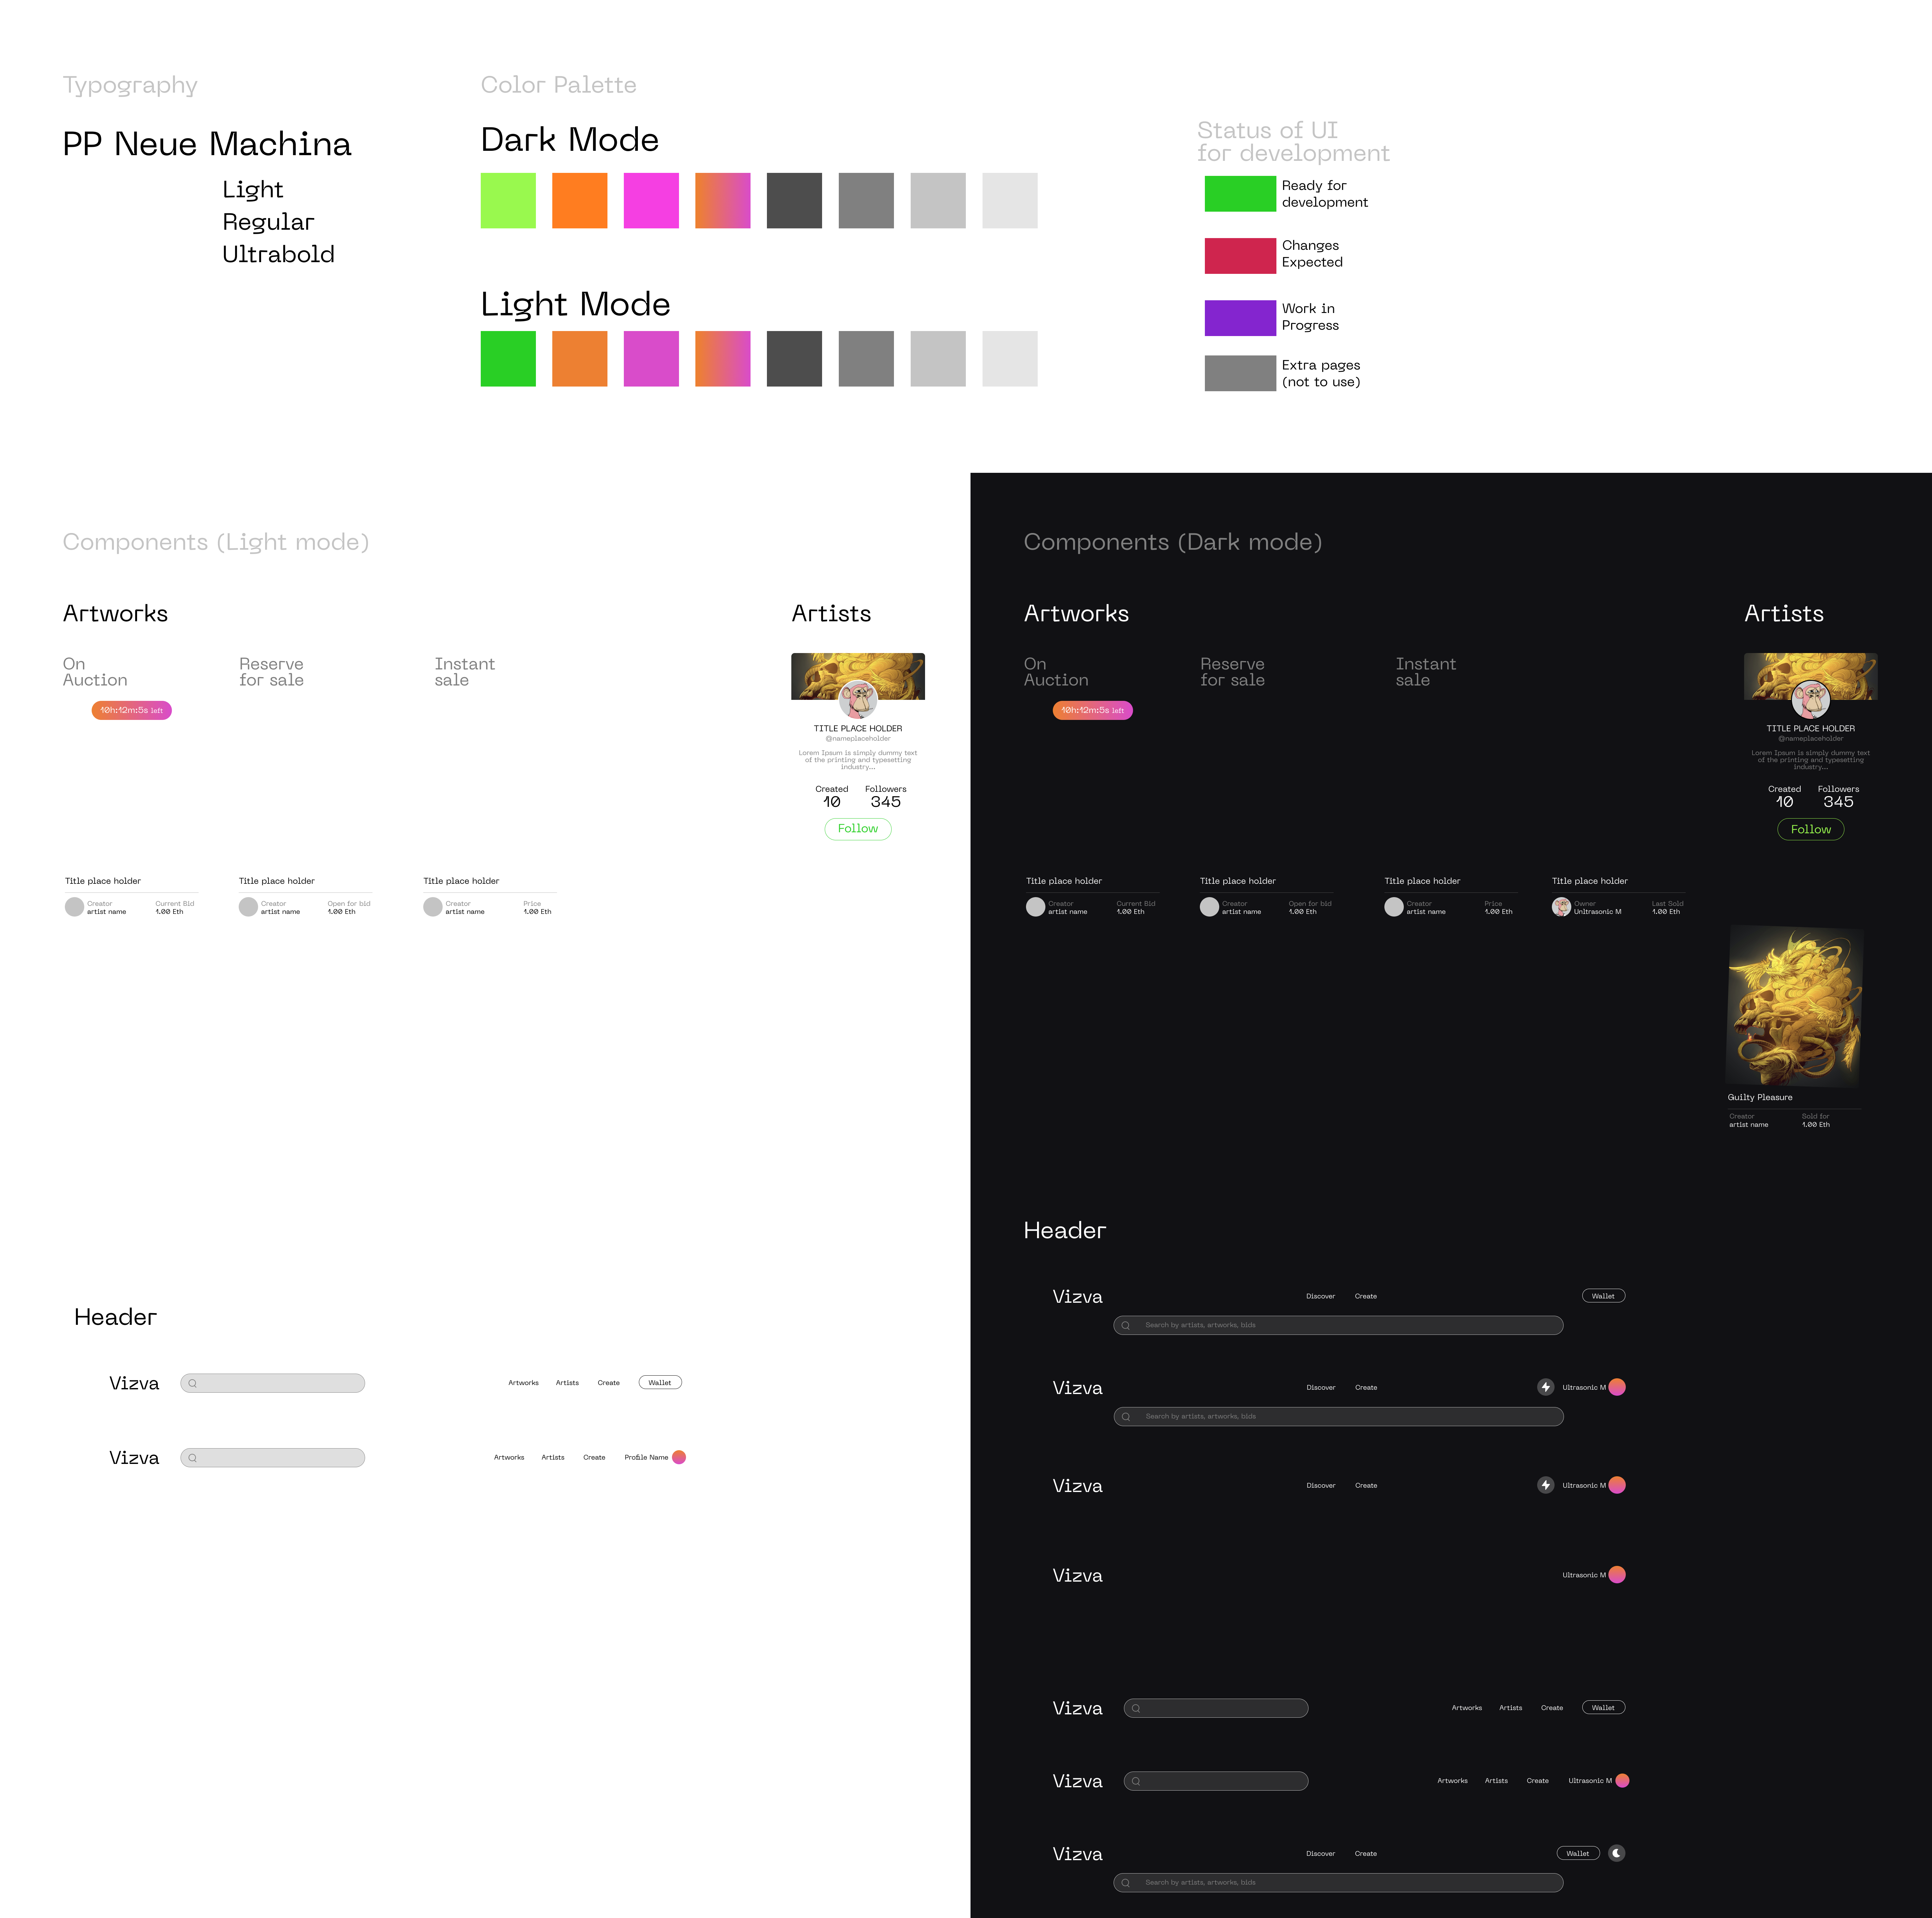 Typography
PP Neue Machina
Light
Regular
Ultrabold
Color Palette
Dark Mode
Light Mode
Status of UI
for development
Ready for
development
Changes
Expected
Work in
Progress
Extra pages
(not to use)
Components (Light mode)
Artworks
On
Auction
10h:12m:5s left
Reserve
for sale
Instant
sale
Artists
TITLE PLACE HOLDER
@nameplaceholder
Lorem Ipsum is simply dummy text
of the printing and typesetting
industry...
Created Followers
10 345
Follow
Title place holder
Creator Current Bid
artist name 1.00 Eth
Title place holder
Creator Open for bid
artist name 1.00 Eth
Title place holder
Creator Price
artist name 1.00 Eth
Header
Vizva Artworks Artists Create Wallet
Vizva Artworks Artists Create Profile Name
Components (Dark mode)
Artworks
On
Auction
10h:12m:5s left
Reserve
for sale
Instant
sale
Artists
TITLE PLACE HOLDER
@nameplaceholder
Lorem Ipsum is simply dummy text
of the printing and typesetting
industry...
Created Followers
10 345
Follow
Title place holder
Creator Current Bid
artist name 1.00 Eth
Title place holder
Creator Open for bid
artist name 1.00 Eth
Title place holder
Creator Price
artist name 1.00 Eth
Title place holder
Owner Last Sold
Unltrasonic M 1.00 Eth
Guilty Pleasure
Creator Sold for
artist name 1.00 Eth
Header
Vizva Discover Create Wallet
Search by artists, artworks, bids
Vizva Discover Create Ultrasonic M
Search by artists, artworks, bids
Vizva Discover Create Ultrasonic M
Vizva Ultrasonic M
Vizva Artworks Artists Create Wallet
Vizva Artworks Artists Create Ultrasonic M
Vizva Discover Create Wallet
Search by artists, artworks, bids